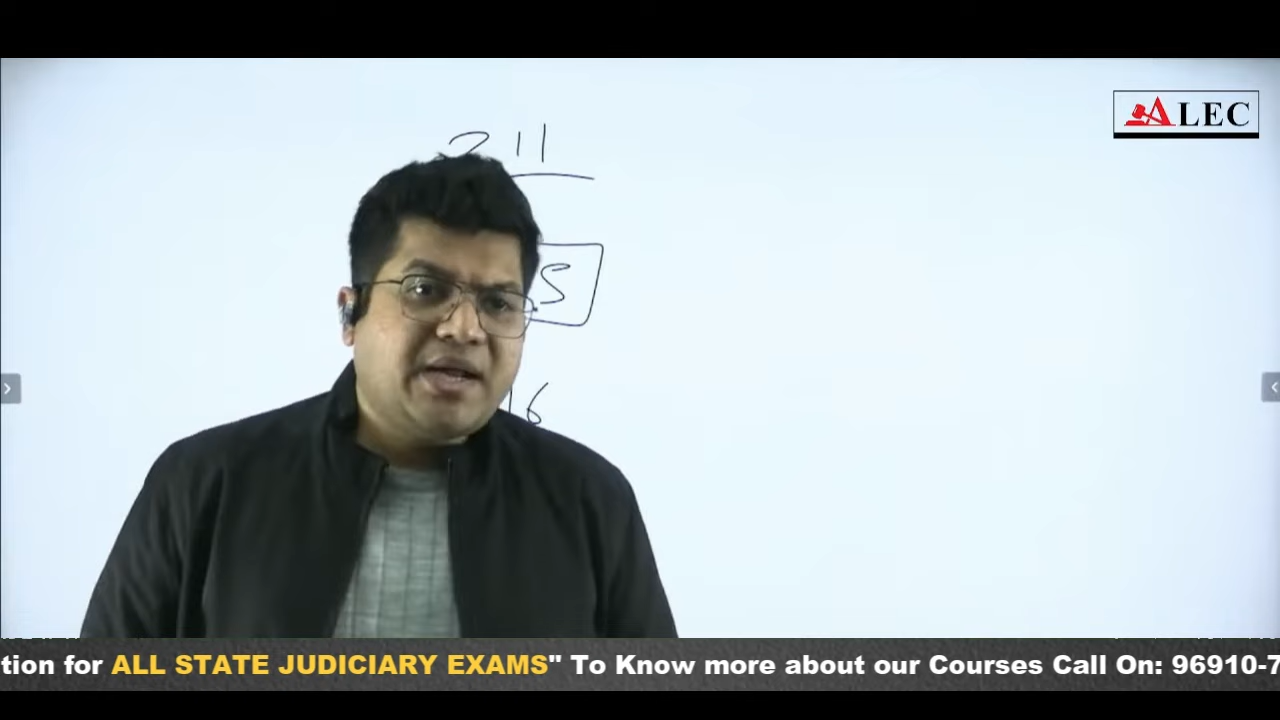 211
ALEC
S
16
tion for ALL STATE JUDICIARY EXAMS" To Know more about our Courses Call On: 96910-7